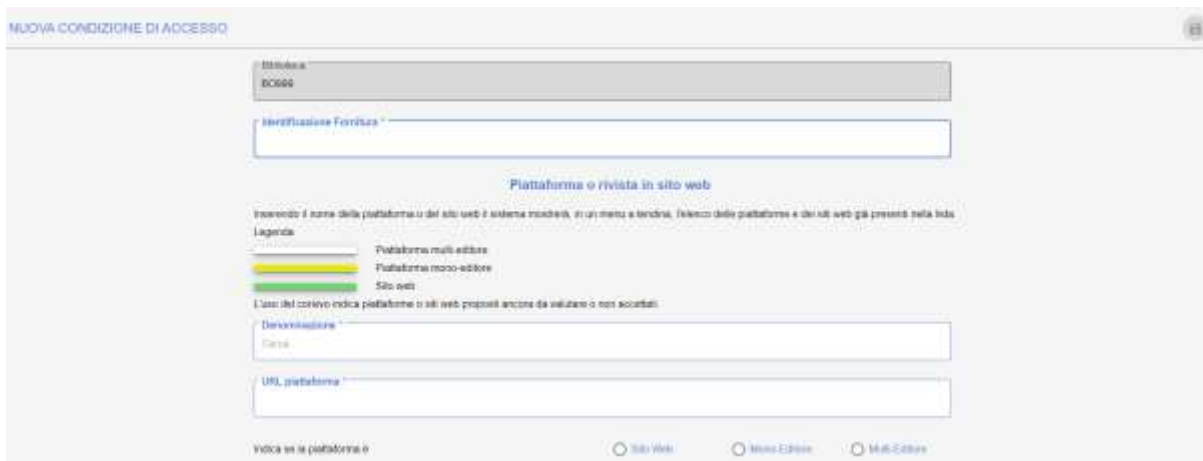 NUOVA CONDIZIONE DI ACCESSO
Biblioteca
BO666
Identificazione Fornitura *
Piattaforma o rivista in sito web
Inserendo il nome della piattaforma o del sito web il sistema mostrerà, in un menu a tendina, l'elenco delle piattaforme e dei siti web già presenti nella lista
Legenda
Piattaforma multi-editore
Piattaforma mono-editore
Sito web
L'uso del corsivo indica piattaforme o siti web proposti ancora da valutare o non accettati
Denominazione *
Cerca
URL piattaforma *
Indica se la piattaforma è Sito Web Mono-Editore Multi-Editore